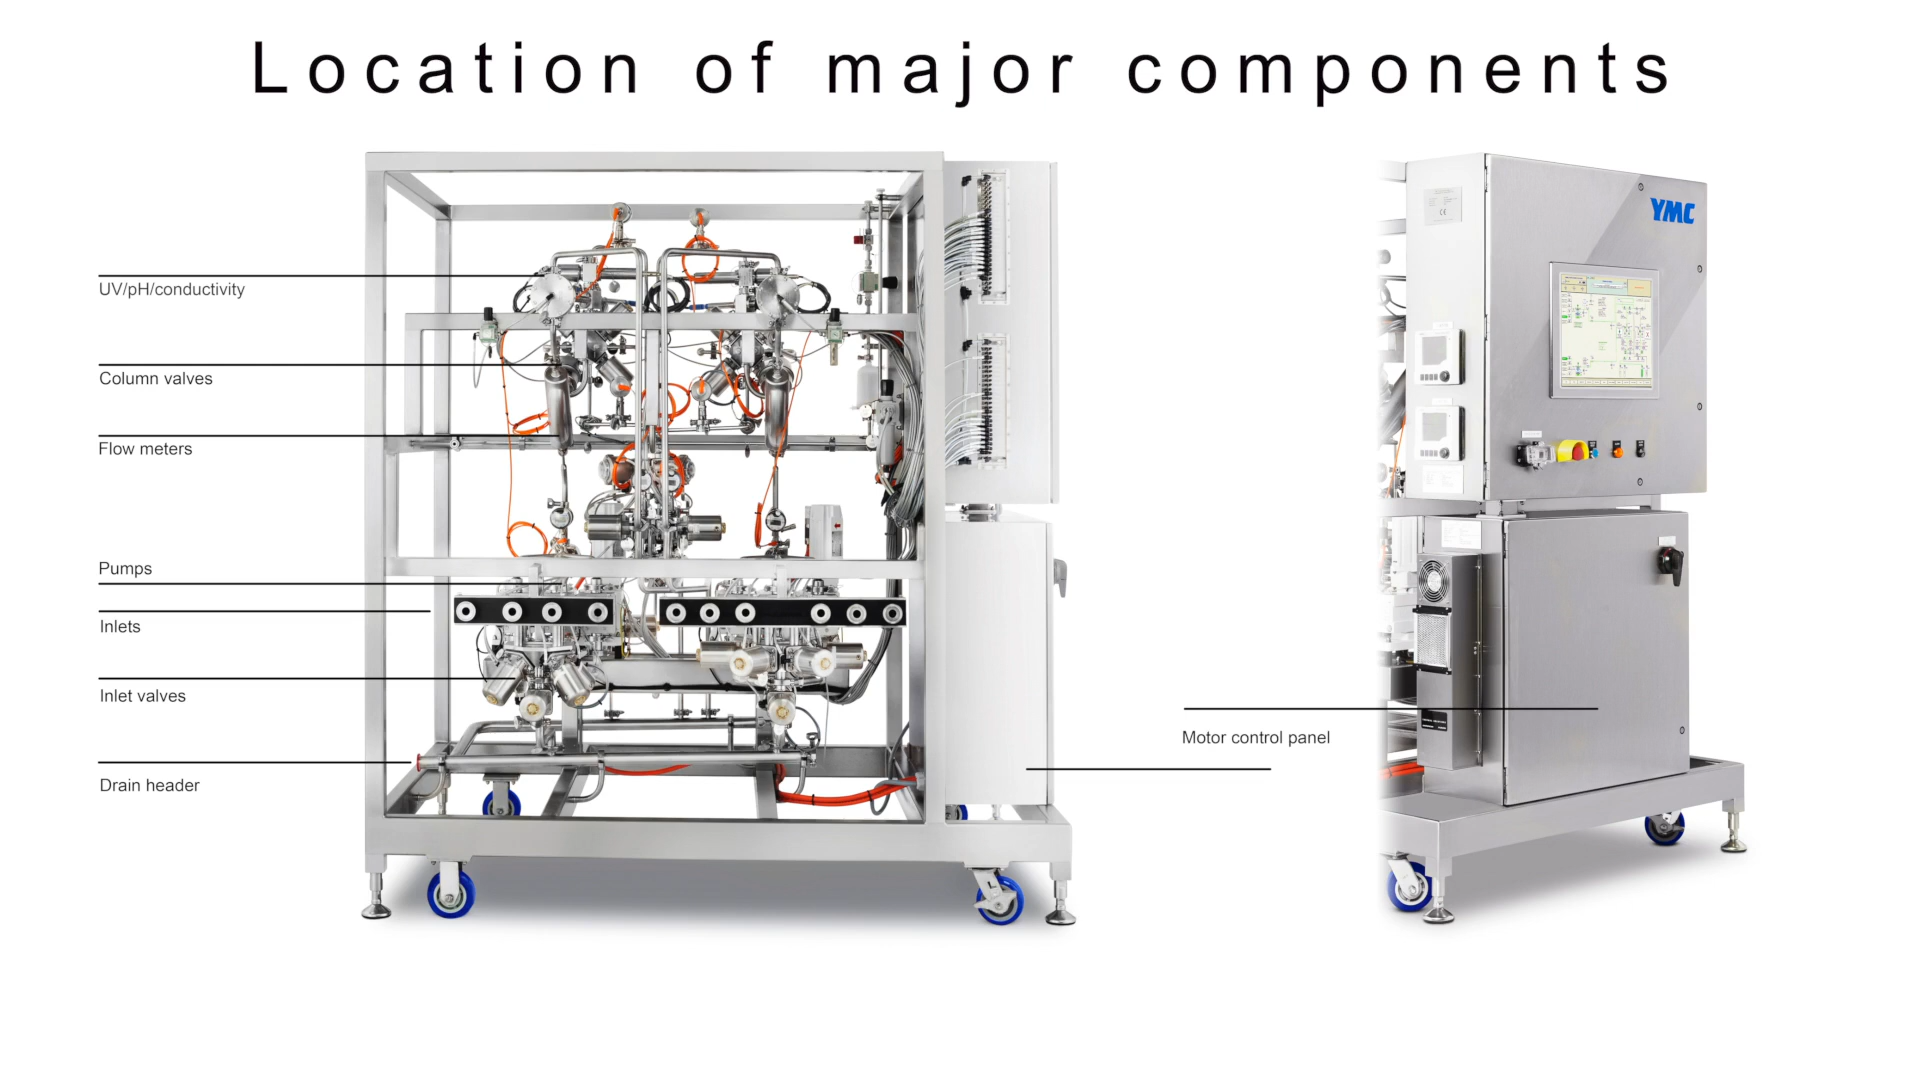 Location of major components
YMC
UV/pH/conductivity
Column valves
Flow meters
Pumps
Inlets
Inlet valves
Motor control panel
Drain header